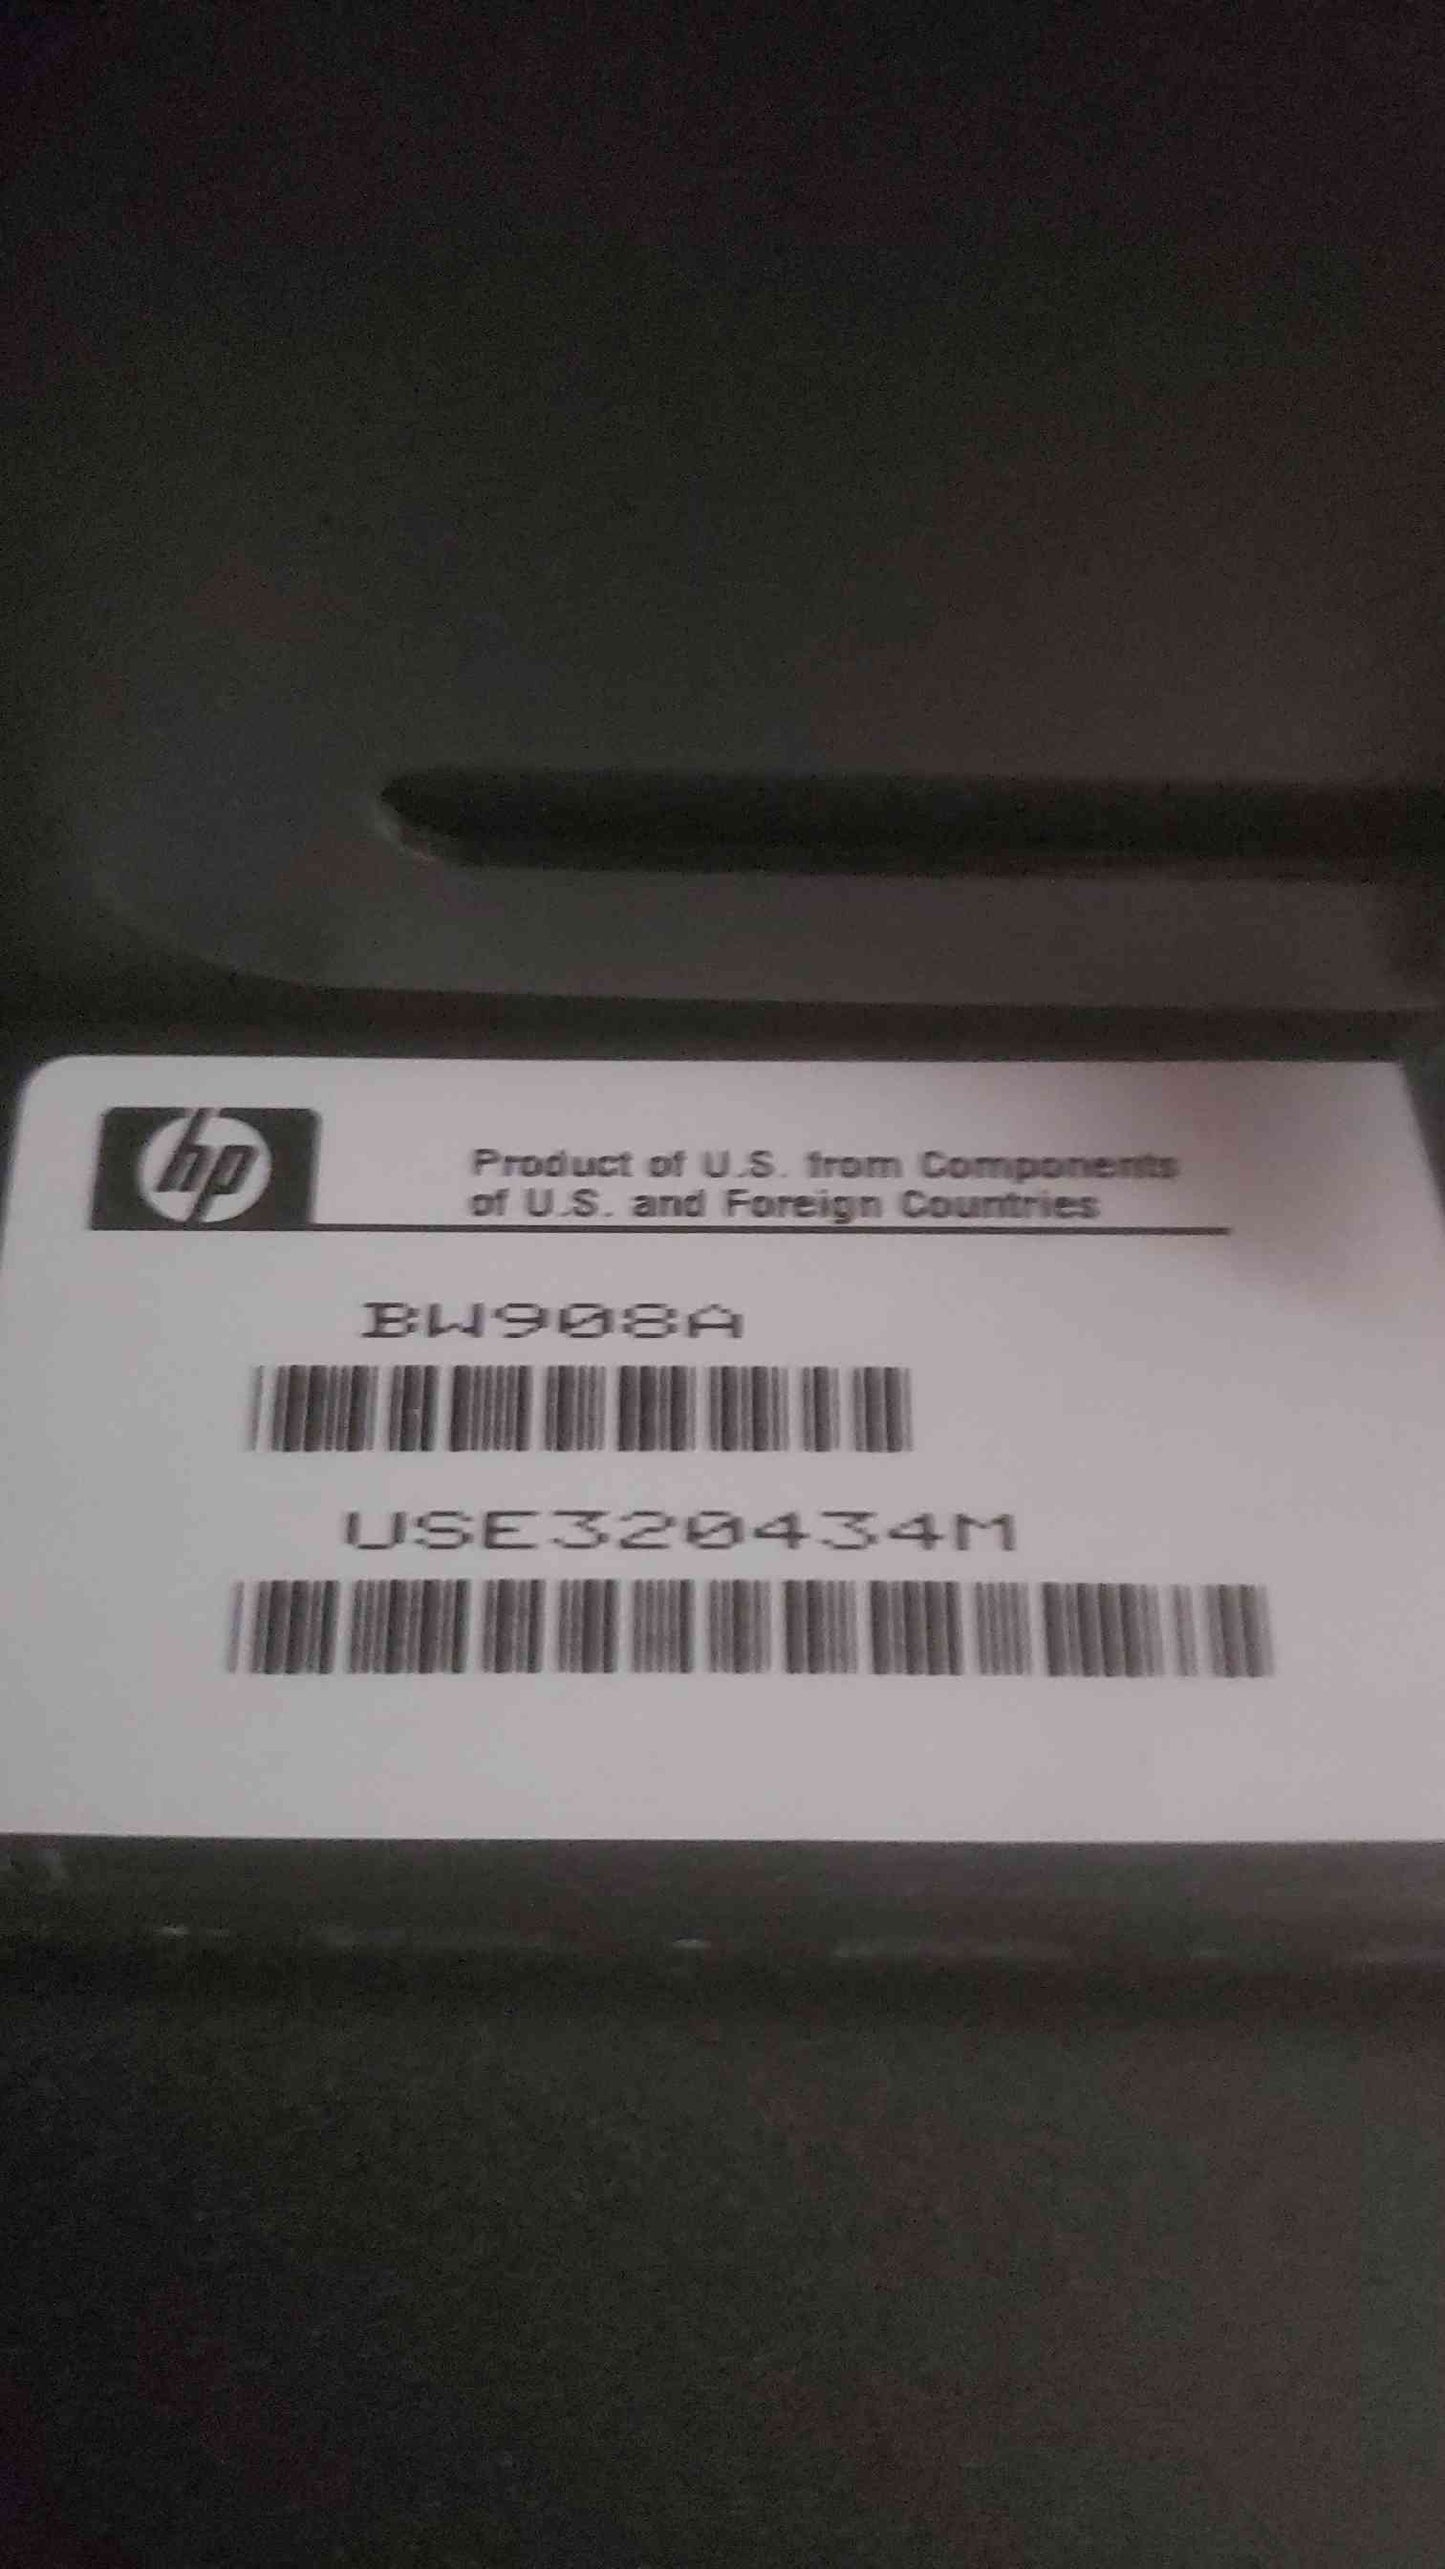 hp
Product of U.S. from Components
of U.S. and Foreign Countries
BW908A
USE320434M